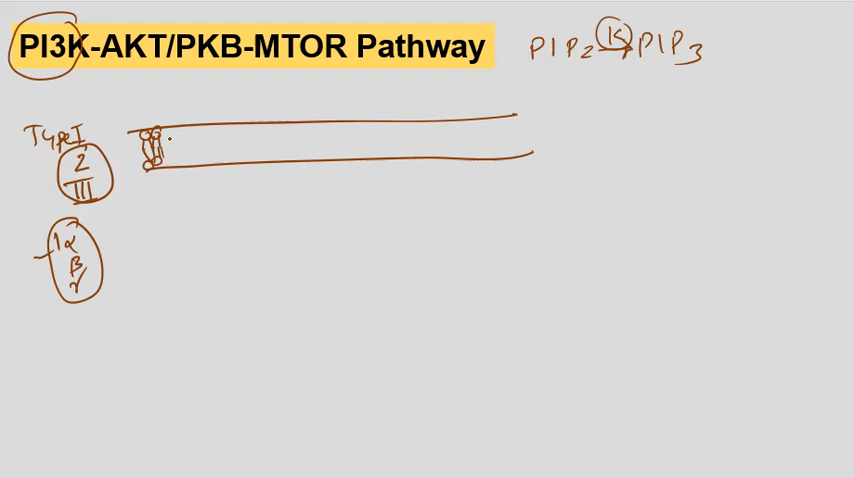 PI3K-AKT/PKB-MTOR Pathway
PIP2 K PIP3
Type I
2
III
1α
β
γ